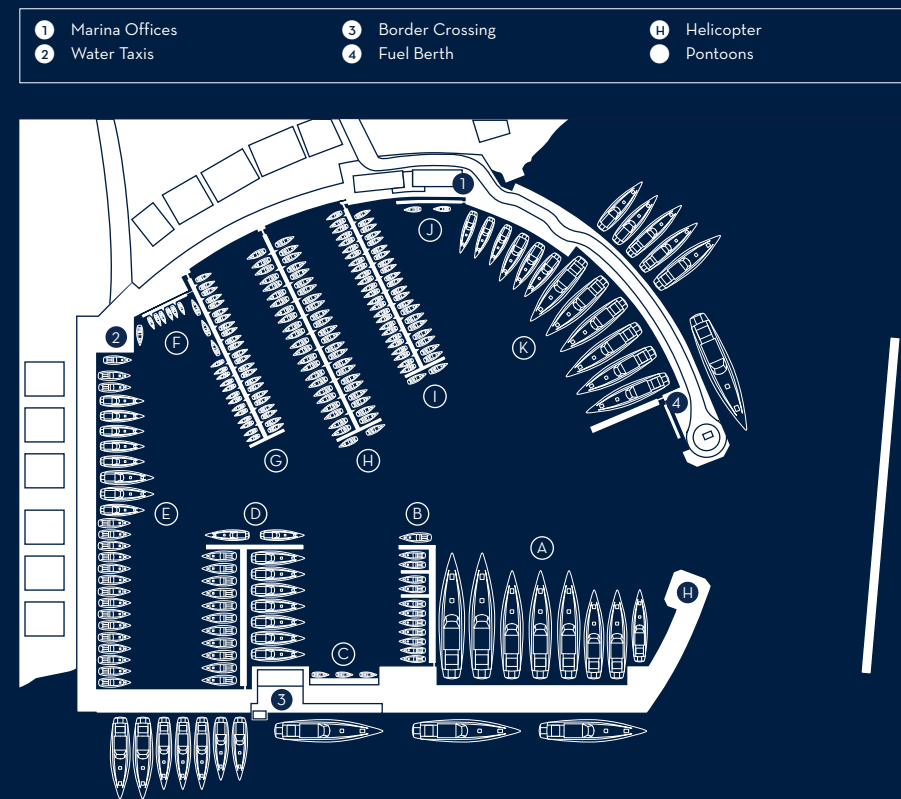 1 Marina Offices
2 Water Taxis
3 Border Crossing
4 Fuel Berth
H Helicopter
Pontoons
1
J
K
2
F
4
I
G
H
E
D
B
A
H
C
3